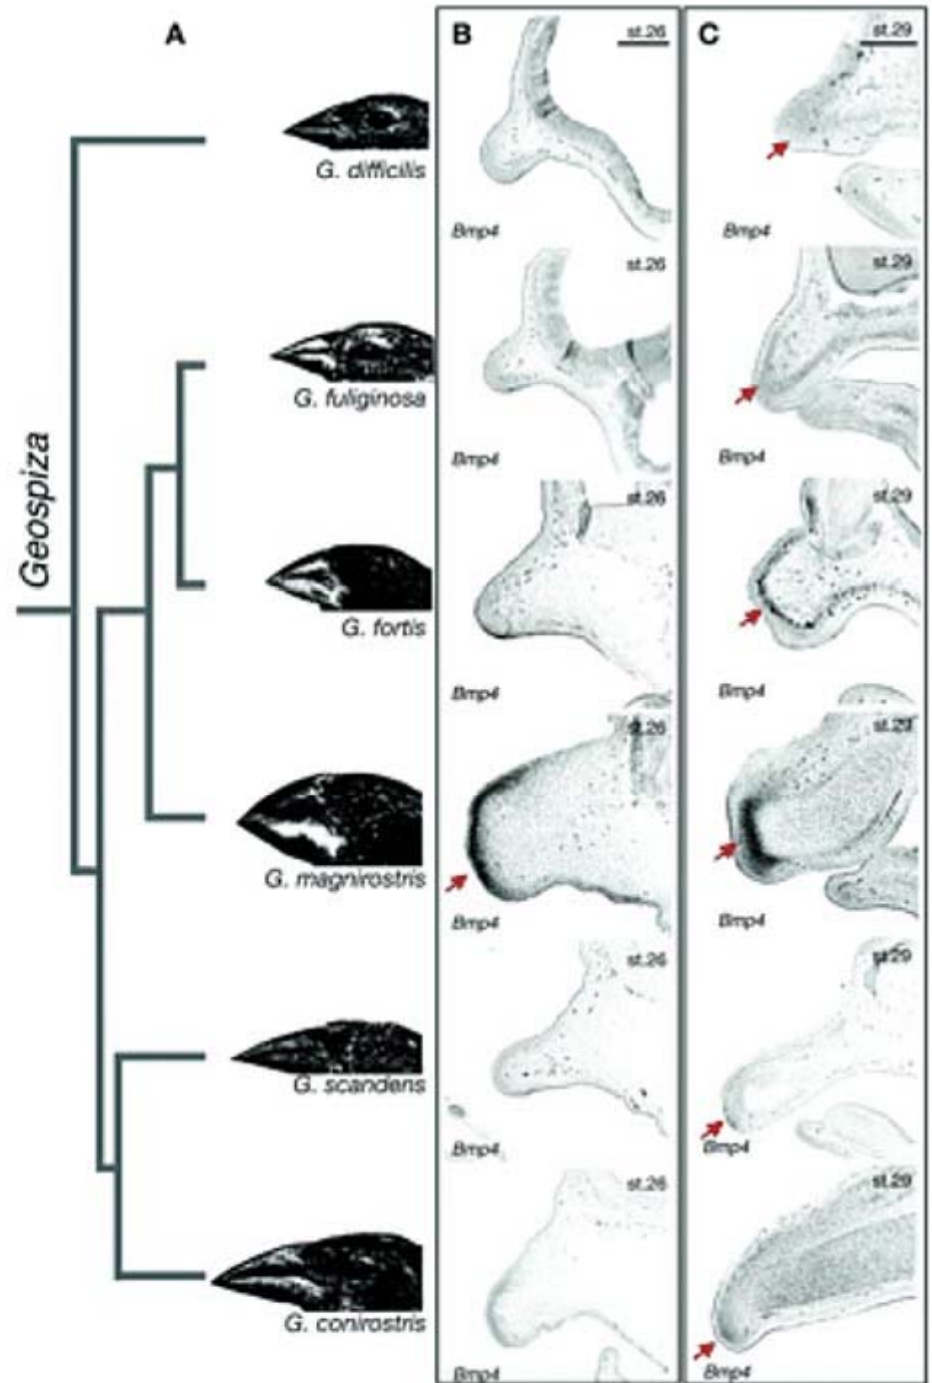 A
B
st.26
C
st.29
G. difficilis
Bmp4
Bmp4
st.26
st.29
G. fuliginosa
Bmp4
Bmp4
Geospiza
st.26
st.29
G. fortis
Bmp4
Bmp4
st.26
st.29
G. magnirostris
Bmp4
Bmp4
st.26
st.29
G. scandens
Bmp4
Bmp4
st.26
st.29
G. conirostris
Bmp4
Bmp4